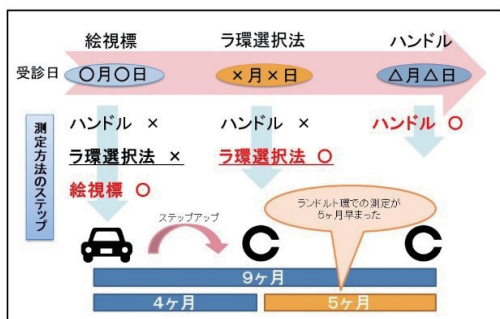 絵視標 ラ環選択法 ハンドル
受診日 〇月〇日 ×月×日 △月△日
測定方法のステップ
ハンドル × ハンドル × ハンドル 〇
ラ環選択法 × ラ環選択法 〇
絵視標 〇
ステップアップ
ランドルト環での測定が
5ヶ月早まった
9ヶ月
4ヶ月 5ヶ月